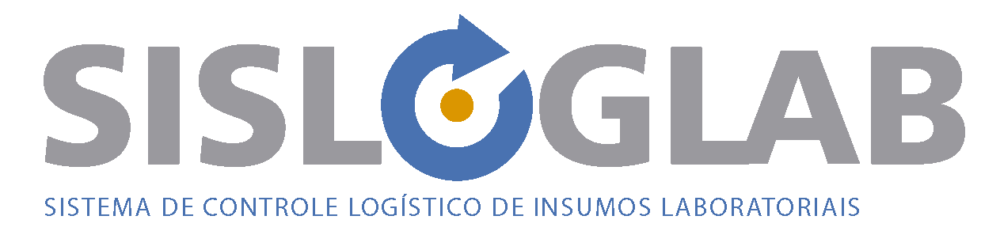 SISLOGLAB
SISTEMA DE CONTROLE LOGÍSTICO DE INSUMOS LABORATORIAIS